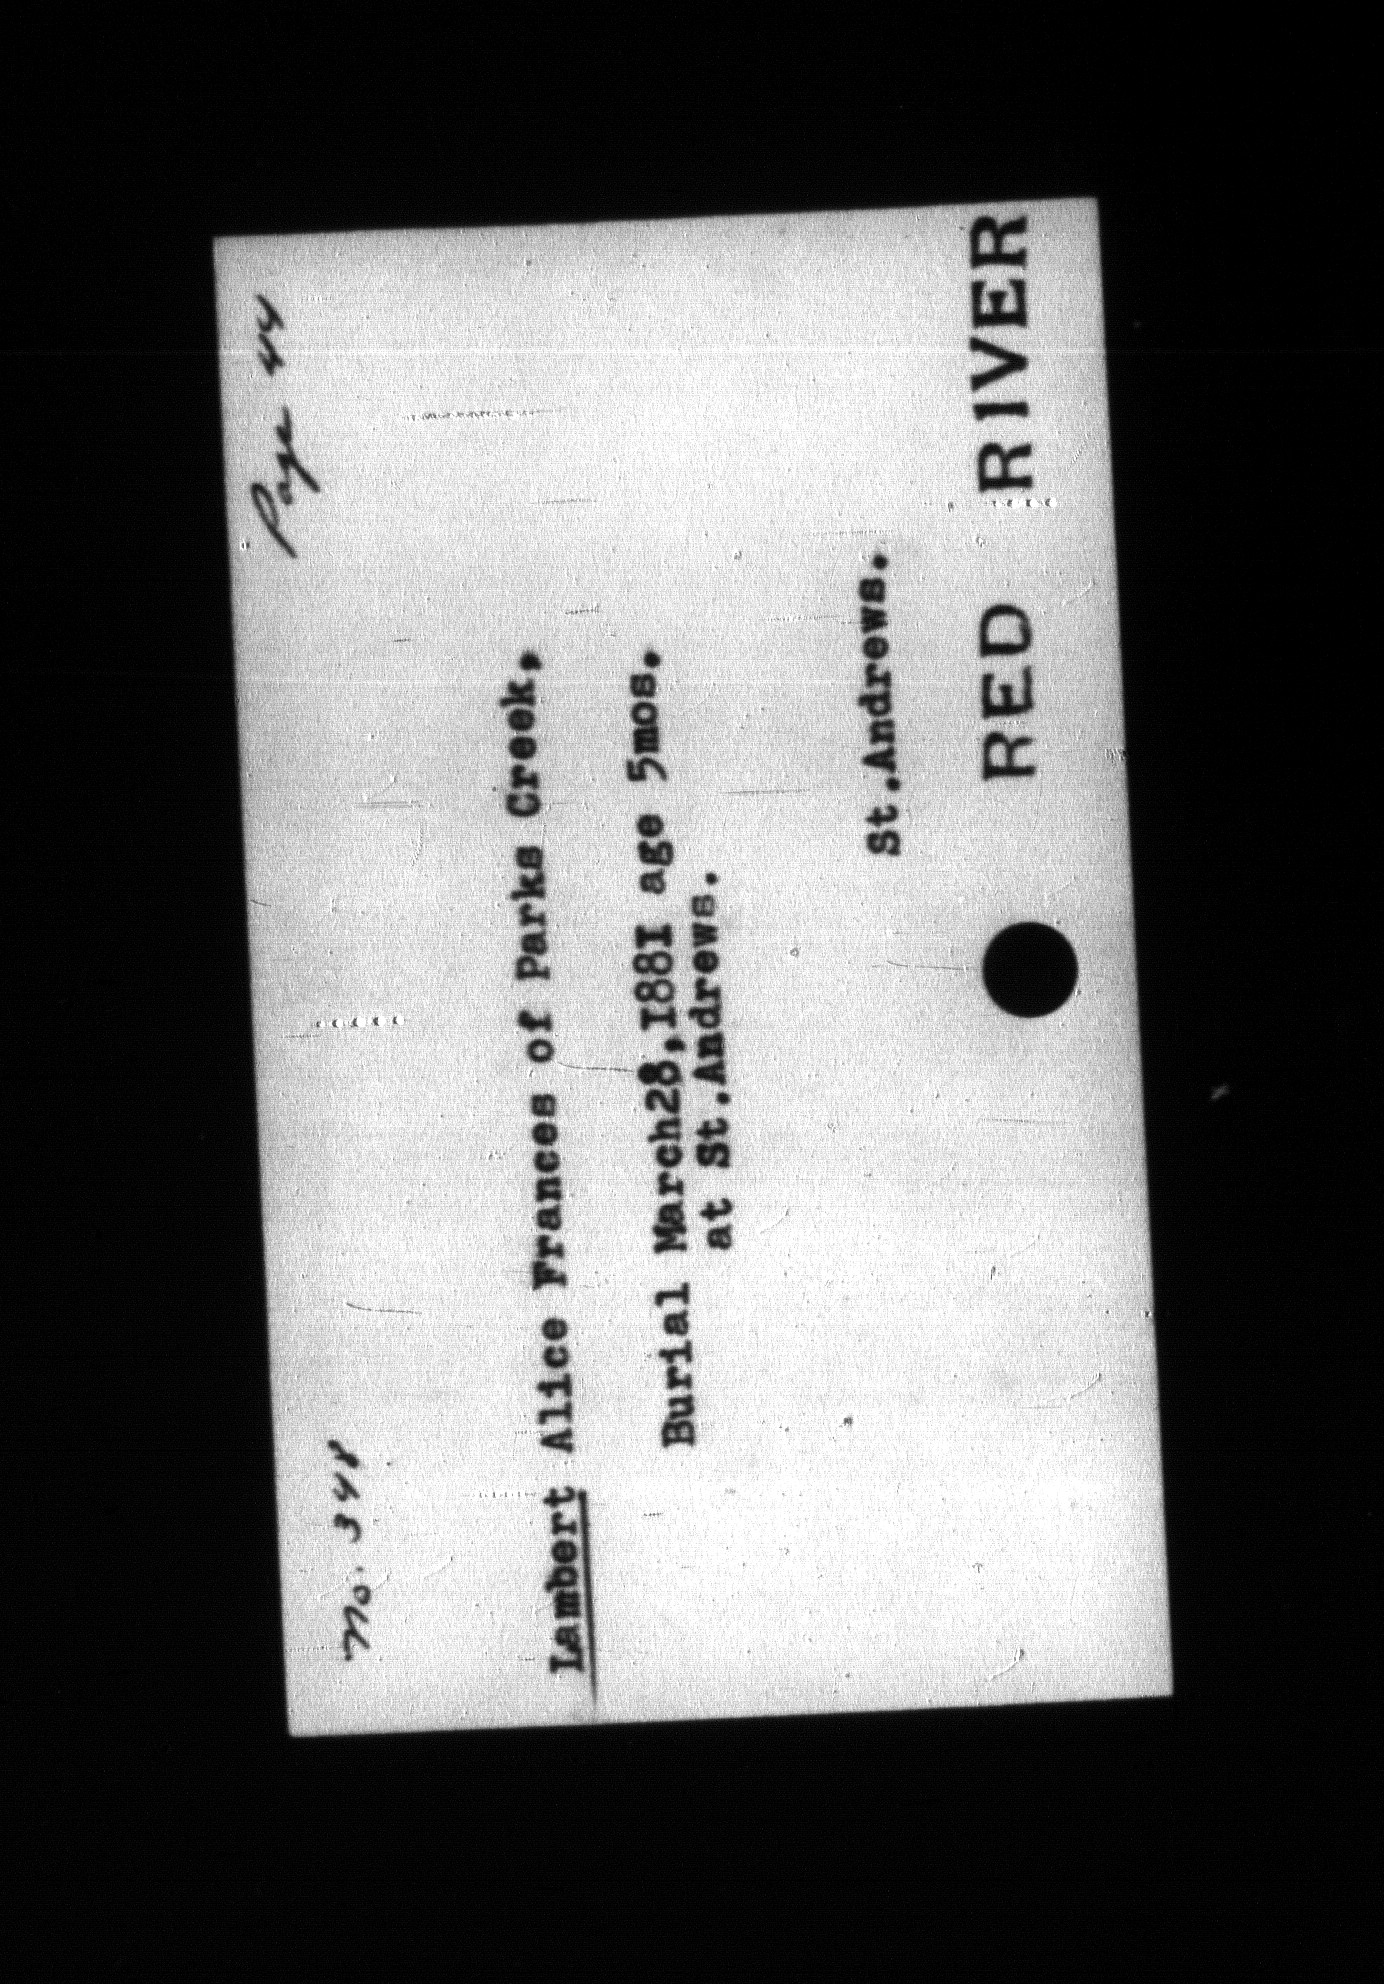 Page 44
No. 348
Lambert Alice Frances of Parks Creek,
Burial March28,I88I age 5mos.
at St.Andrews.
St.Andrews.
RED RIVER